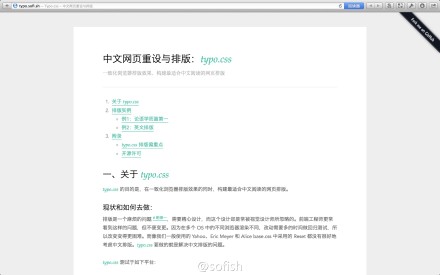 typo.sofi.sh
Fork me on GitHub
中文网页重设与排版：typo.css
一致化浏览器排版效果，构建最适合中文阅读的网页排版
1. 关于 typo.css
2. 排版实例
例1：论语学而篇第一
例2：英文排版
3. 附录
typo.css 排版偏重点
开源许可
一、关于 typo.css
typo.css 的目的是，在一致化浏览器排版效果的同时，构建最适合中文阅读的网页排版。
现状和如何去做：
排版是一个麻烦的问题，需要精心设计，而这个设计却是常被视觉设计师所忽略的。前端工程师更常
看到这样的问题，但不便变更。因为在多个 OS 中的不同浏览器渲染不同，改动需要多的时间做回归测试，所
以改变变得更困难。而像我们一般使用的 Yahoo、Eric Meyer 和 Alice base.css 中采用的 Reset 都没有很好地
考虑中文排版。typo.css 要做的就是解决中文排版的问题。
typo.css 测试于如下平台：
@sofish